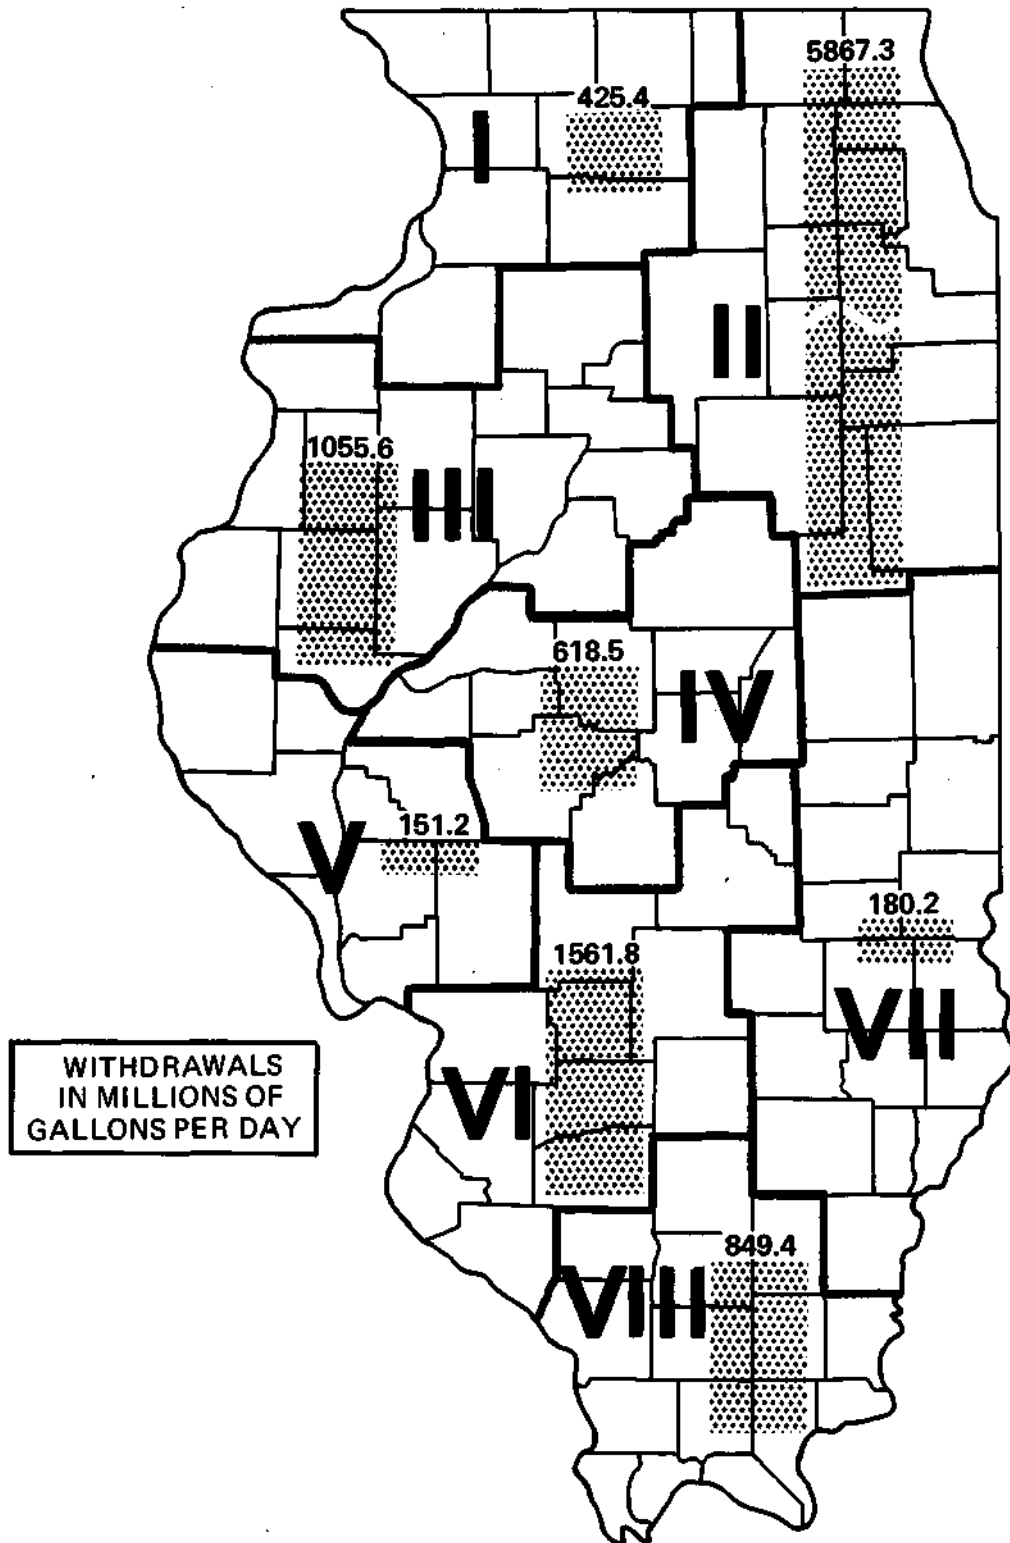 5867.3
425.4
I
II
1055.6
III
618.5
IV
151.2
V
180.2
1561.8
VII
WITHDRAWALS
IN MILLIONS OF
GALLONS PER DAY
VI
849.4
VIII